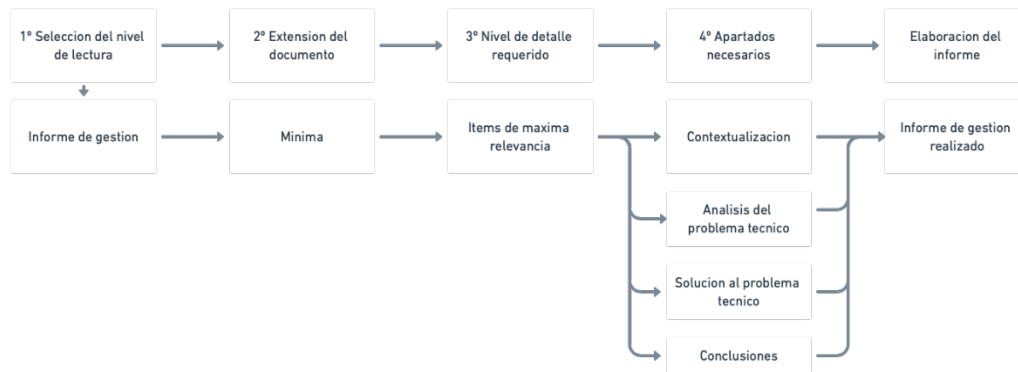 1º Seleccion del nivel
de lectura
2º Extension del
documento
3º Nivel de detalle
requerido
4º Apartados
necesarios
Elaboracion del
informe
Informe de gestion
Minima
Items de maxima
relevancia
Contextualizacion
Informe de gestion
realizado
Analisis del
problema tecnico
Solucion al problema
tecnico
Conclusiones